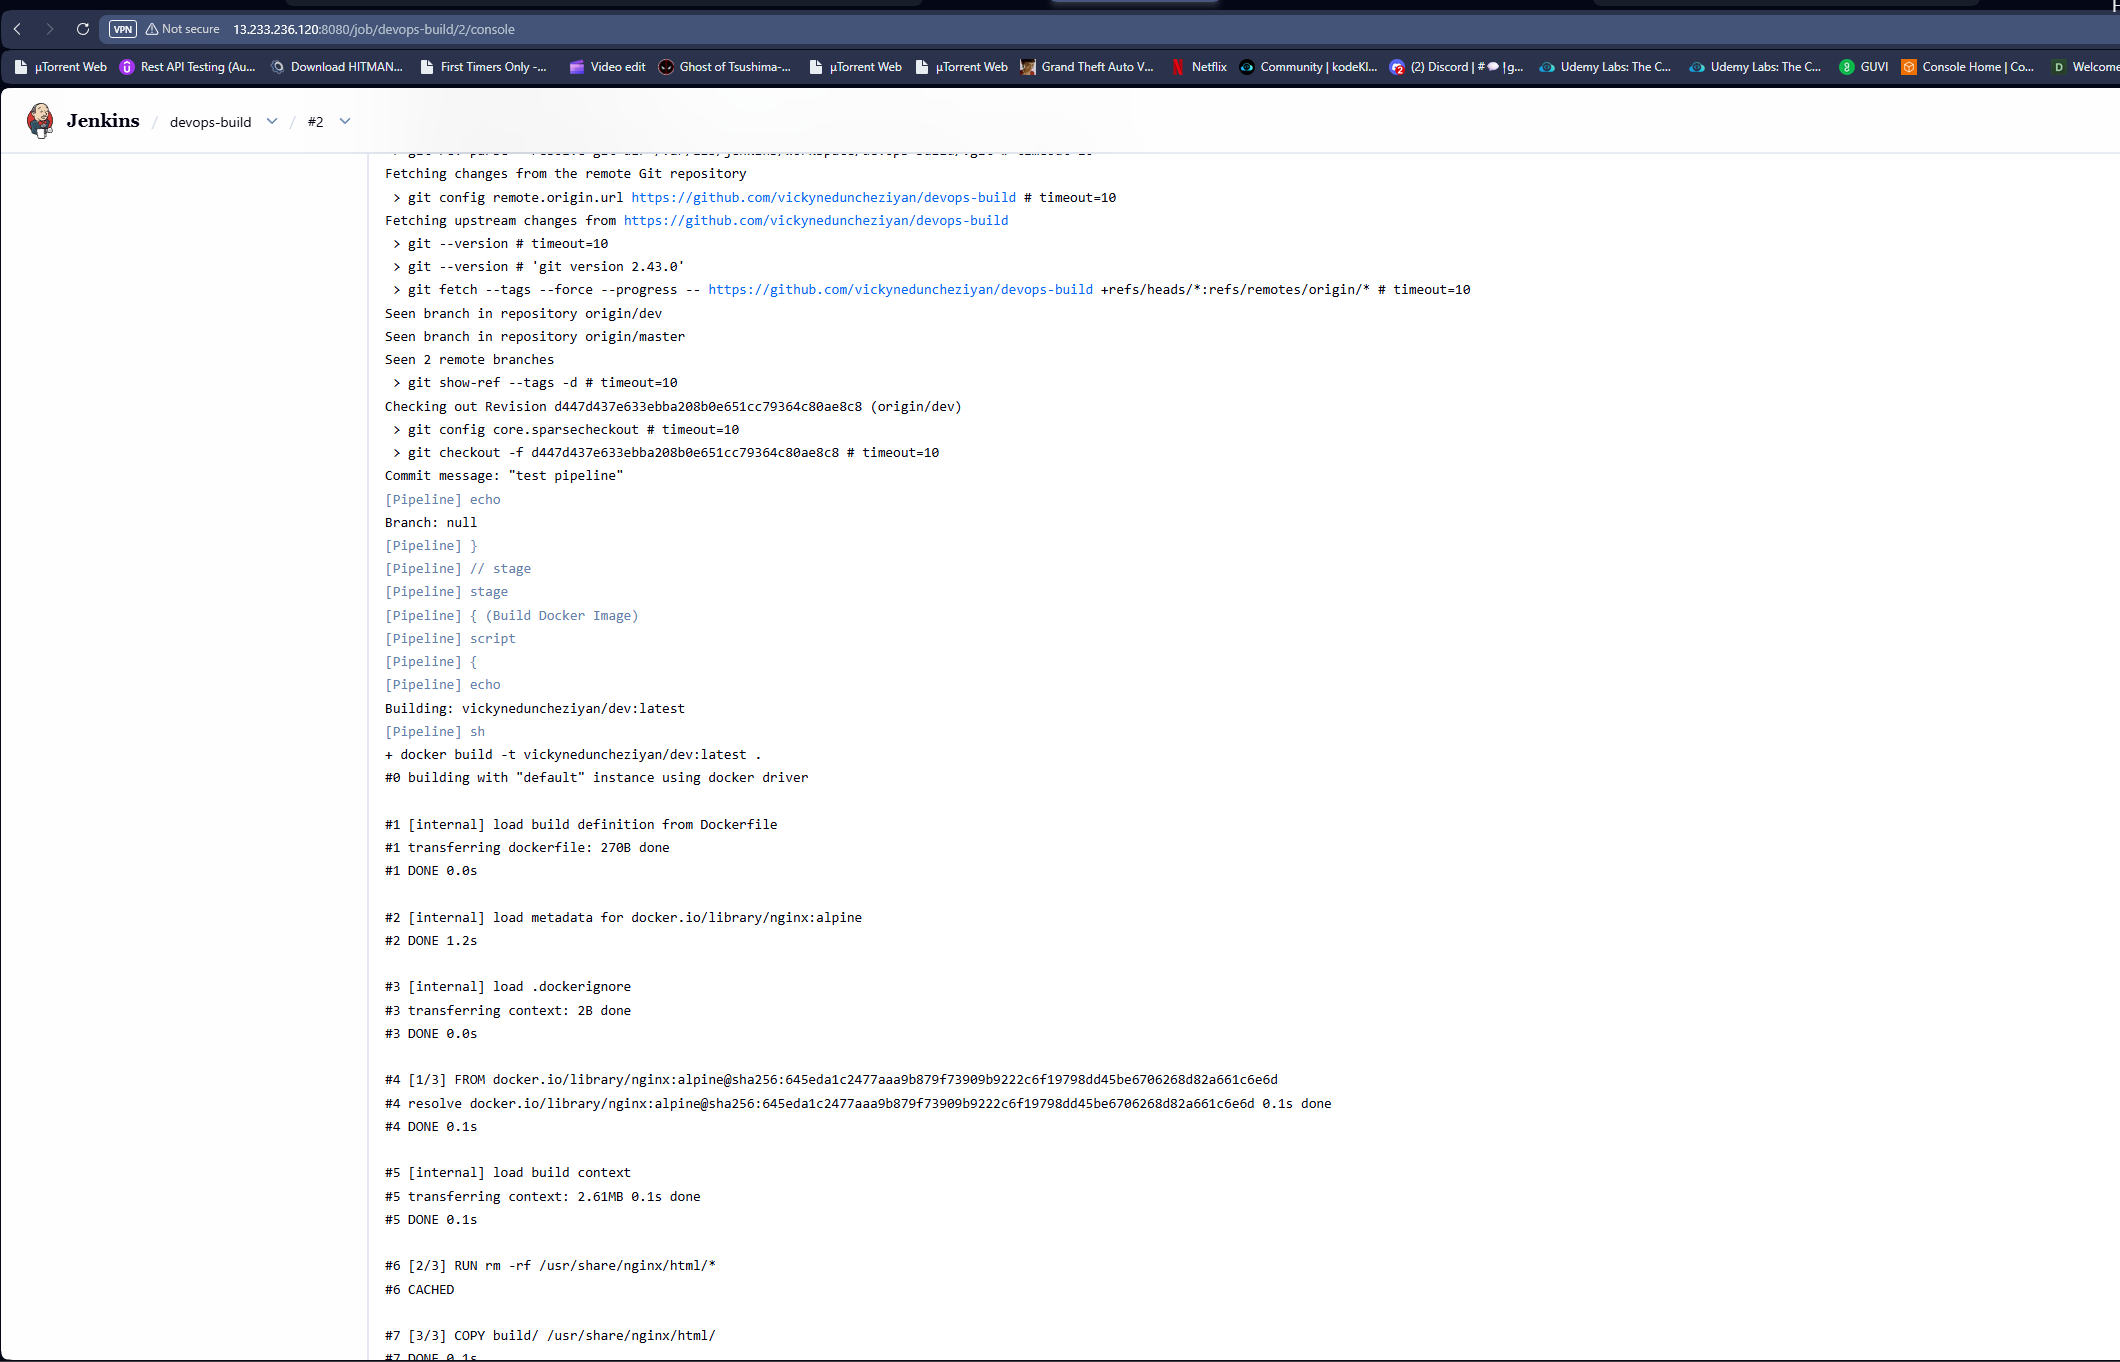 VPN Not secure 13.233.236.120:8080/job/devops-build/2/console
µTorrent Web Rest API Testing (Au... Download HITMAN... First Timers Only -... Video edit Ghost of Tsushima-... µTorrent Web µTorrent Web Grand Theft Auto V... Netflix Community | kodeKl... (2) Discord | # | g... Udemy Labs: The C... Udemy Labs: The C... GUVI Console Home | Co... Welcome
Jenkins / devops-build / #2
Fetching changes from the remote Git repository
> git config remote.origin.url https://github.com/vickyneduncheziyan/devops-build # timeout=10
Fetching upstream changes from https://github.com/vickyneduncheziyan/devops-build
> git --version # timeout=10
> git --version # 'git version 2.43.0'
> git fetch --tags --force --progress -- https://github.com/vickyneduncheziyan/devops-build +refs/heads/*:refs/remotes/origin/* # timeout=10
Seen branch in repository origin/dev
Seen branch in repository origin/master
Seen 2 remote branches
> git show-ref --tags -d # timeout=10
Checking out Revision d447d437e633ebba208b0e651cc79364c80ae8c8 (origin/dev)
> git config core.sparsecheckout # timeout=10
> git checkout -f d447d437e633ebba208b0e651cc79364c80ae8c8 # timeout=10
Commit message: "test pipeline"
[Pipeline] echo
Branch: null
[Pipeline] }
[Pipeline] // stage
[Pipeline] stage
[Pipeline] { (Build Docker Image)
[Pipeline] script
[Pipeline] {
[Pipeline] echo
Building: vickyneduncheziyan/dev:latest
[Pipeline] sh
+ docker build -t vickyneduncheziyan/dev:latest .
#0 building with "default" instance using docker driver
#1 [internal] load build definition from Dockerfile
#1 transferring dockerfile: 270B done
#1 DONE 0.0s
#2 [internal] load metadata for docker.io/library/nginx:alpine
#2 DONE 1.2s
#3 [internal] load .dockerignore
#3 transferring context: 2B done
#3 DONE 0.0s
#4 [1/3] FROM docker.io/library/nginx:alpine@sha256:645eda1c2477aaa9b879f73909b9222c6f19798dd45be6706268d82a661c6e6d
#4 resolve docker.io/library/nginx:alpine@sha256:645eda1c2477aaa9b879f73909b9222c6f19798dd45be6706268d82a661c6e6d 0.1s done
#4 DONE 0.1s
#5 [internal] load build context
#5 transferring context: 2.61MB 0.1s done
#5 DONE 0.1s
#6 [2/3] RUN rm -rf /usr/share/nginx/html/*
#6 CACHED
#7 [3/3] COPY build/ /usr/share/nginx/html/
#7 DONE 0.1s